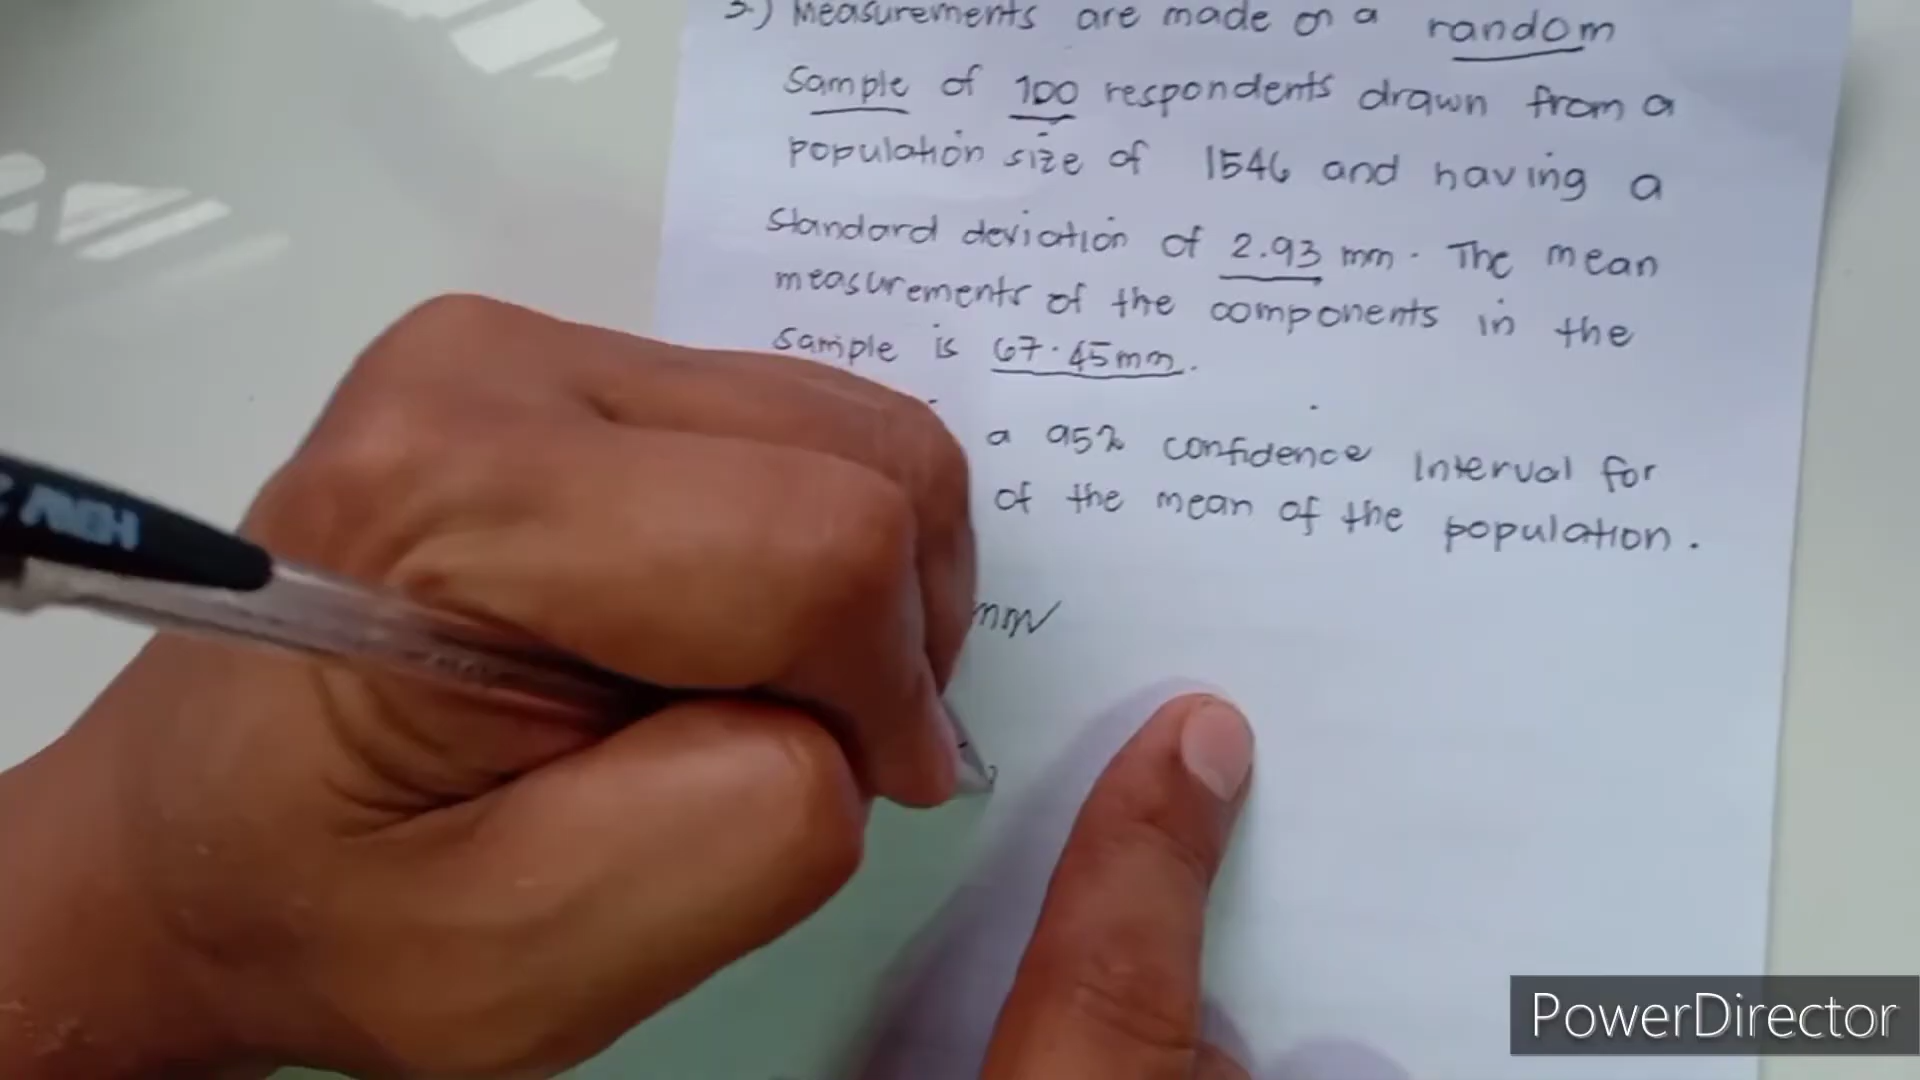 3.) Measurements are made on a random
sample of 100 respondents drawn from a
population size of 1546 and having a
standard deviation of 2.93 mm. The mean
measurements of the components in the
sample is 67.45mm.
a 95% confidence interval for
of the mean of the population.
mm
PowerDirector